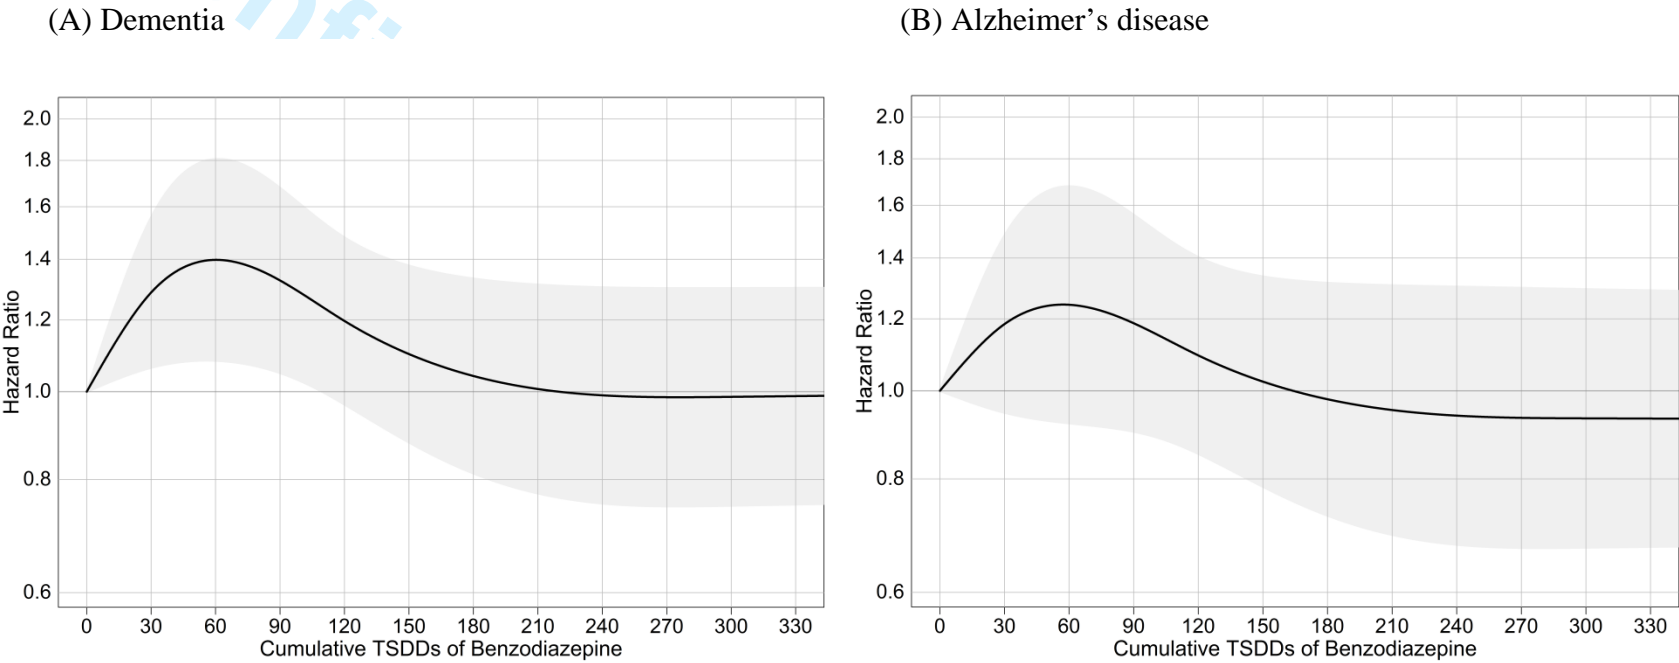 (A) Dementia
2.0
1.8
1.6
1.4
1.2
1.0
0.8
0.6
Hazard Ratio
0 30 60 90 120 150 180 210 240 270 300 330
Cumulative TSDDs of Benzodiazepine
(B) Alzheimer’s disease
2.0
1.8
1.6
1.4
1.2
1.0
0.8
0.6
Hazard Ratio
0 30 60 90 120 150 180 210 240 270 300 330
Cumulative TSDDs of Benzodiazepine